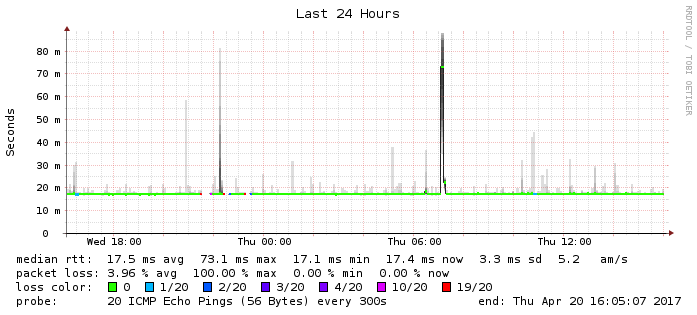 Last 24 Hours
RRDTOOL / TOBI OETIKER
Seconds
80 m
70 m
60 m
50 m
40 m
30 m
20 m
10 m
0
Wed 18:00 Thu 00:00 Thu 06:00 Thu 12:00
median rtt: 17.5 ms avg 73.1 ms max 17.1 ms min 17.4 ms now 3.3 ms sd 5.2 am/s
packet loss: 3.96 % avg 100.00 % max 0.00 % min 0.00 % now
loss color: 0 1/20 2/20 3/20 4/20 10/20 19/20
probe: 20 ICMP Echo Pings (56 Bytes) every 300s end: Thu Apr 20 16:05:07 2017